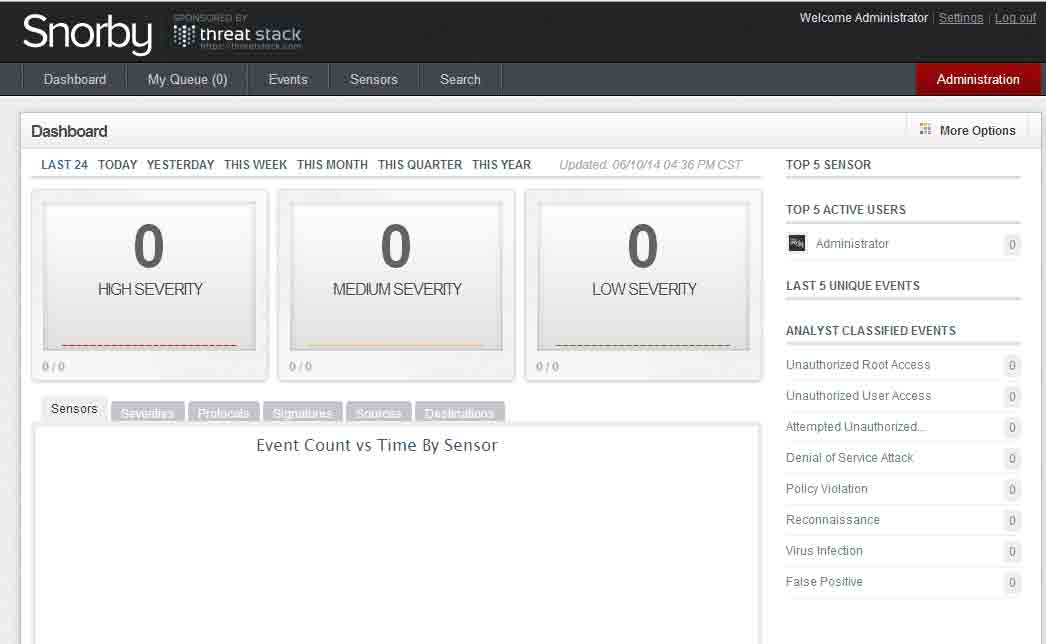 Snorby
SPONSORED BY
threat stack
https://threatstack.com
Welcome Administrator | Settings | Log out
Dashboard
My Queue (0)
Events
Sensors
Search
Administration
Dashboard
More Options
LAST 24 TODAY YESTERDAY THIS WEEK THIS MONTH THIS QUARTER THIS YEAR
Updated: 06/10/14 04:36 PM CST
0
HIGH SEVERITY
0 / 0
0
MEDIUM SEVERITY
0 / 0
0
LOW SEVERITY
0 / 0
Sensors
Severities
Protocols
Signatures
Sources
Destinations
Event Count vs Time By Sensor
TOP 5 SENSOR
TOP 5 ACTIVE USERS
Administrator 0
LAST 5 UNIQUE EVENTS
ANALYST CLASSIFIED EVENTS
Unauthorized Root Access 0
Unauthorized User Access 0
Attempted Unauthorized... 0
Denial of Service Attack 0
Policy Violation 0
Reconnaissance 0
Virus Infection 0
False Positive 0